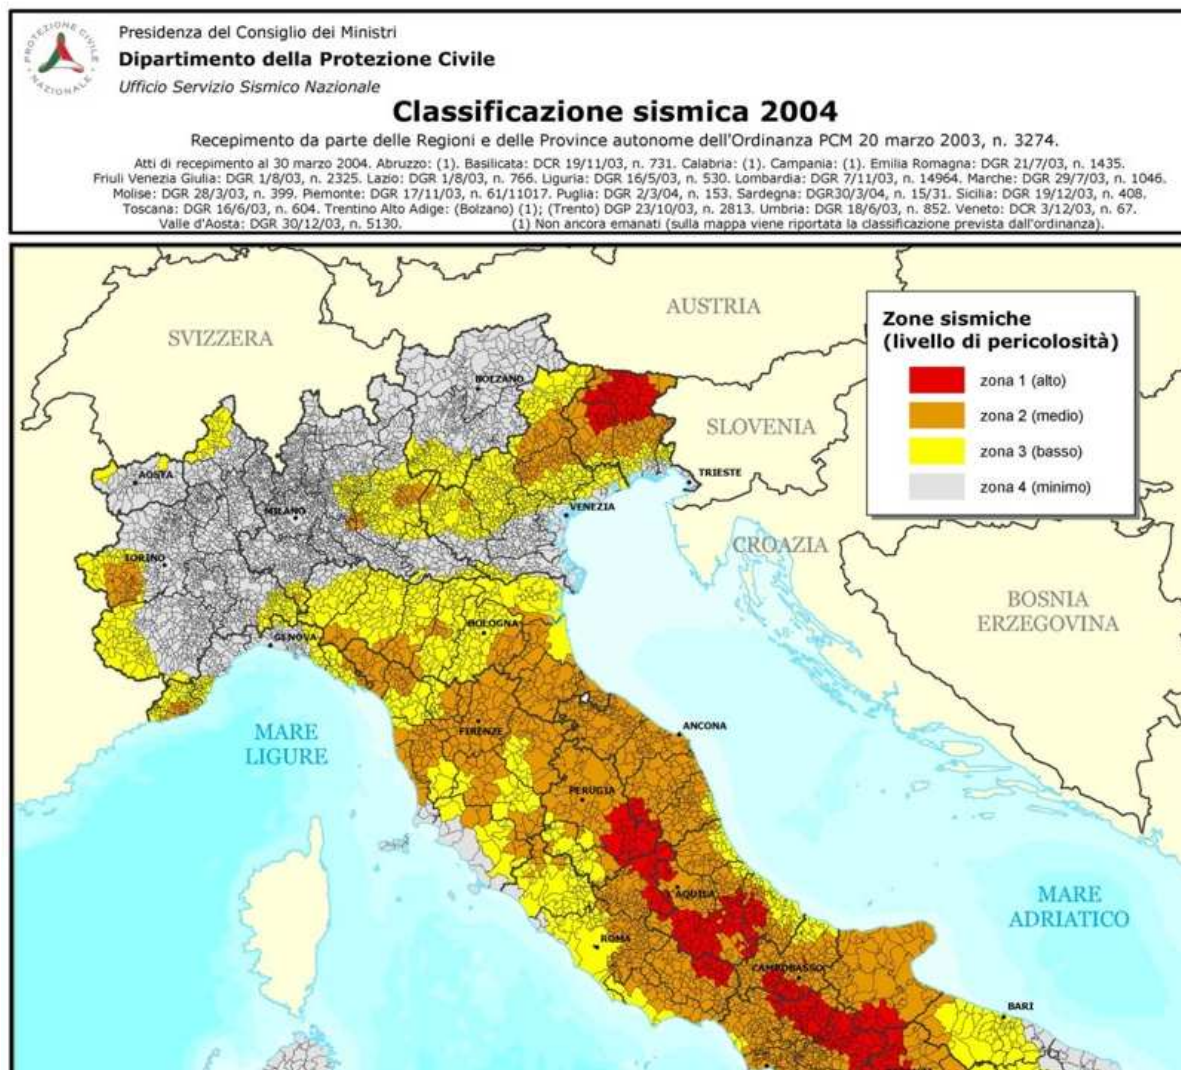 PROTEZIONE CIVILE
NAZIONALE
Presidenza del Consiglio dei Ministri
Dipartimento della Protezione Civile
Ufficio Servizio Sismico Nazionale
Classificazione sismica 2004
Recepimento da parte delle Regioni e delle Province autonome dell'Ordinanza PCM 20 marzo 2003, n. 3274.
Atti di recepimento al 30 marzo 2004. Abruzzo: (1). Basilicata: DCR 19/11/03, n. 731. Calabria: (1). Campania: (1). Emilia Romagna: DGR 21/7/03, n. 1435.
Friuli Venezia Giulia: DGR 1/8/03, n. 2325. Lazio: DGR 1/8/03, n. 766. Liguria: DGR 16/5/03, n. 530. Lombardia: DGR 7/11/03, n. 14964. Marche: DGR 29/7/03, n. 1046.
Molise: DGR 28/3/03, n. 399. Piemonte: DGR 17/11/03, n. 61/11017. Puglia: DGR 2/3/04, n. 153. Sardegna: DGR30/3/04, n. 15/31. Sicilia: DGR 19/12/03, n. 408.
Toscana: DGR 16/6/03, n. 604. Trentino Alto Adige: (Bolzano) (1); (Trento) DGP 23/10/03, n. 2813. Umbria: DGR 18/6/03, n. 852. Veneto: DCR 3/12/03, n. 67.
Valle d'Aosta: DGR 30/12/03, n. 5130. (1) Non ancora emanati (sulla mappa viene riportata la classificazione prevista dall'ordinanza).
AUSTRIA
SVIZZERA
Zone sismiche
(livello di pericolosità)
zona 1 (alto)
zona 2 (medio)
zona 3 (basso)
zona 4 (minimo)
BOLZANO
SLOVENIA
AOSTA
TRIESTE
MILANO
VENEZIA
CROAZIA
TORINO
BOSNIA
ERZEGOVINA
BOLOGNA
GENOVA
MARE
LIGURE
FIRENZE
ANCONA
PERUGIA
L'AQUILA
MARE
ADRIATICO
ROMA
CAMPOBASSO
BARI